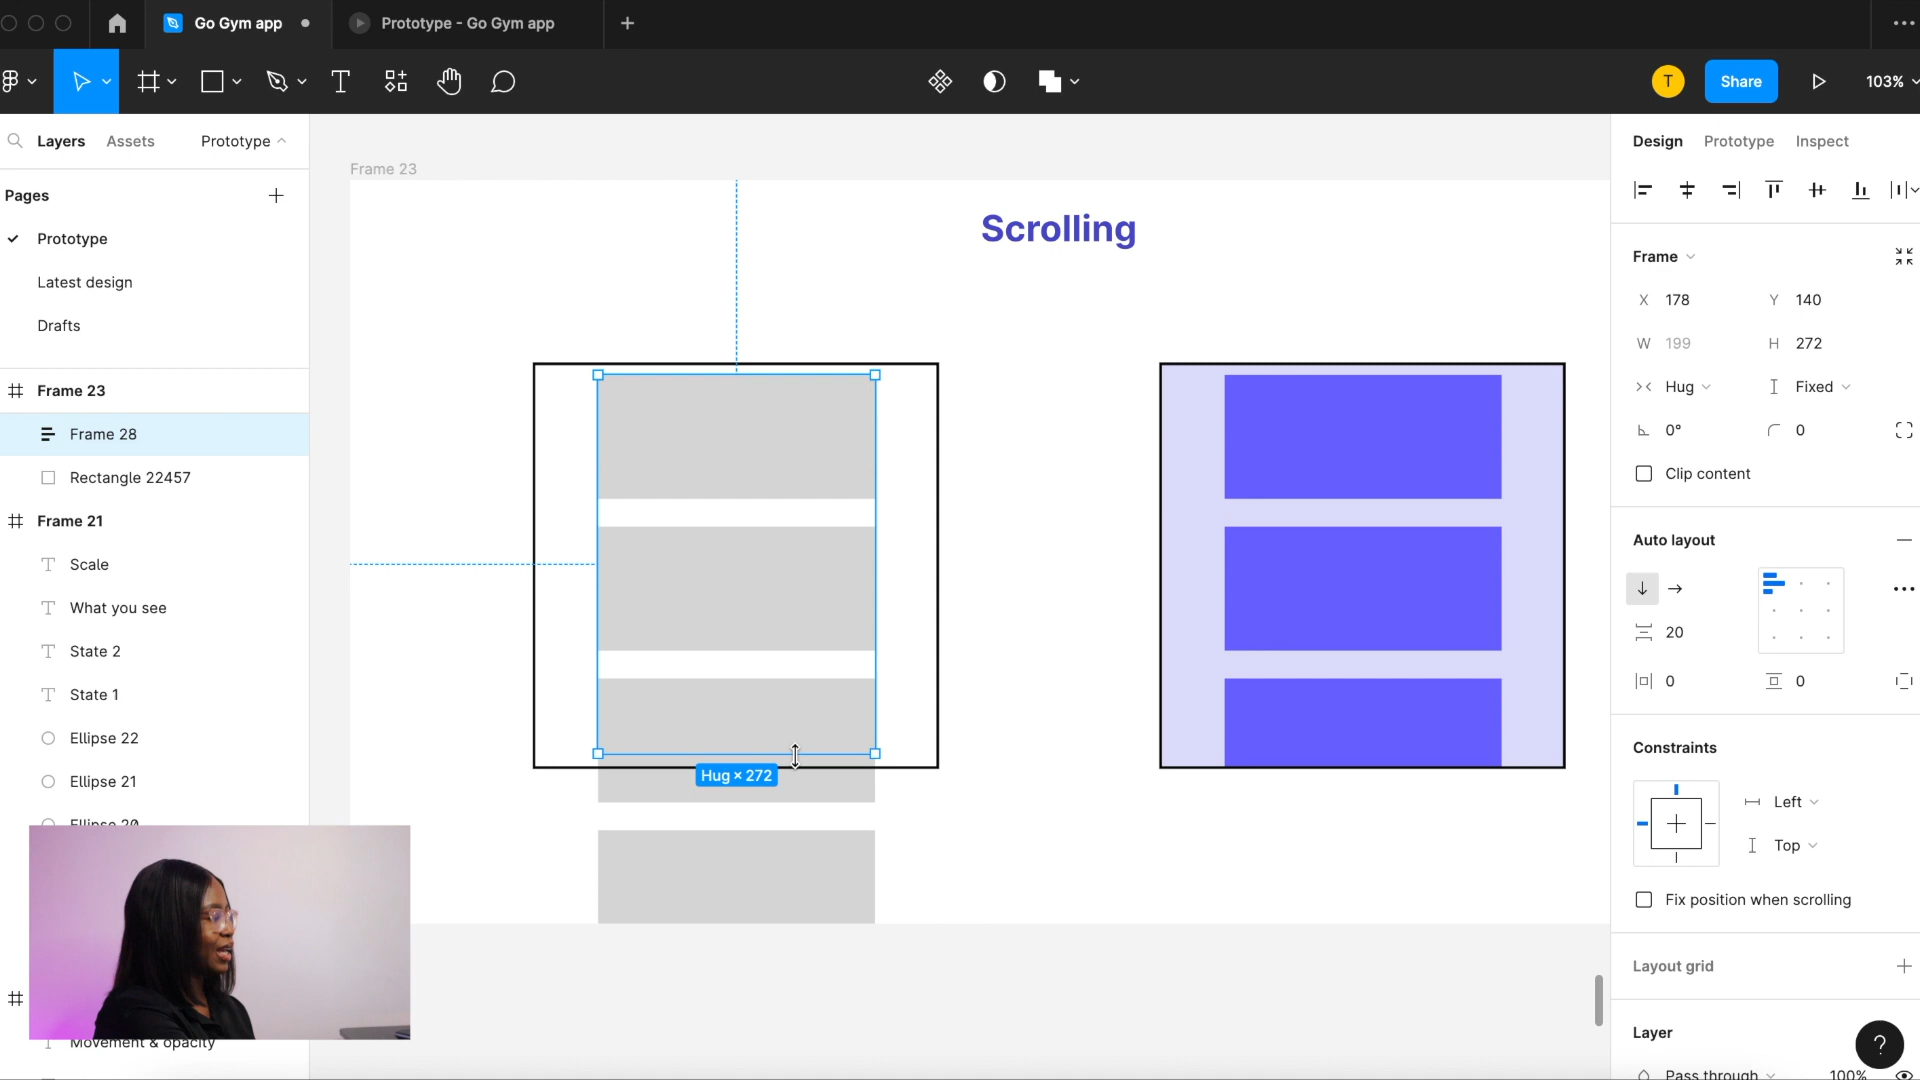 Go Gym app
Prototype - Go Gym app
T
Share
103%
Layers
Assets
Prototype
Pages
Prototype
Latest design
Drafts
Frame 23
Frame 28
Rectangle 22457
Frame 21
Scale
What you see
State 2
State 1
Ellipse 22
Ellipse 21
Ellipse 20
Movement & opacity
Frame 23
Scrolling
Hug × 272
Design
Prototype
Inspect
Frame
X 178
Y 140
W 199
H 272
Hug
Fixed
0°
0
Clip content
Auto layout
20
0
0
Constraints
Left
Top
Fix position when scrolling
Layout grid
Layer
Pass through
100%
?